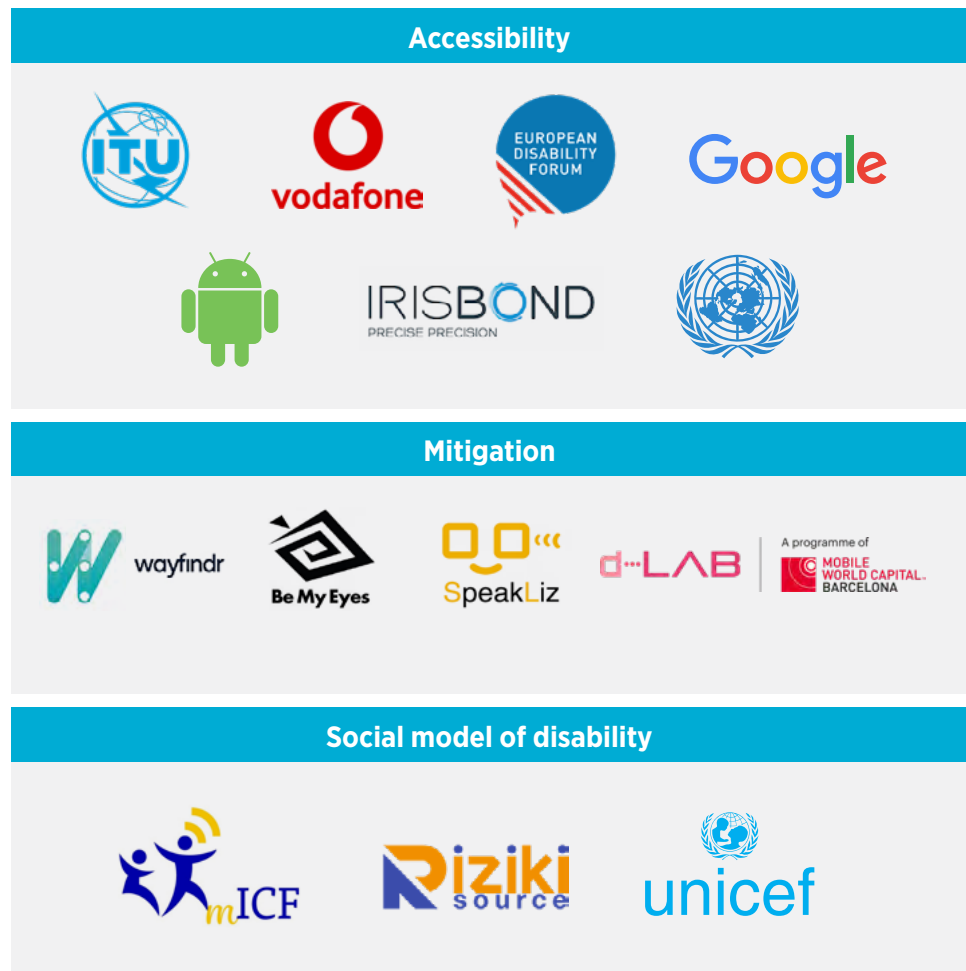 Accessibility
ITU
vodafone
EUROPEAN
DISABILITY
FORUM
Google
IRISBOND
PRECISE PRECISION
Mitigation
wayfindr
Be My Eyes
SpeakLiz
d-LAB
A programme of
MOBILE
WORLD CAPITAL™
BARCELONA
Social model of disability
mICF
Riziki
source
unicef